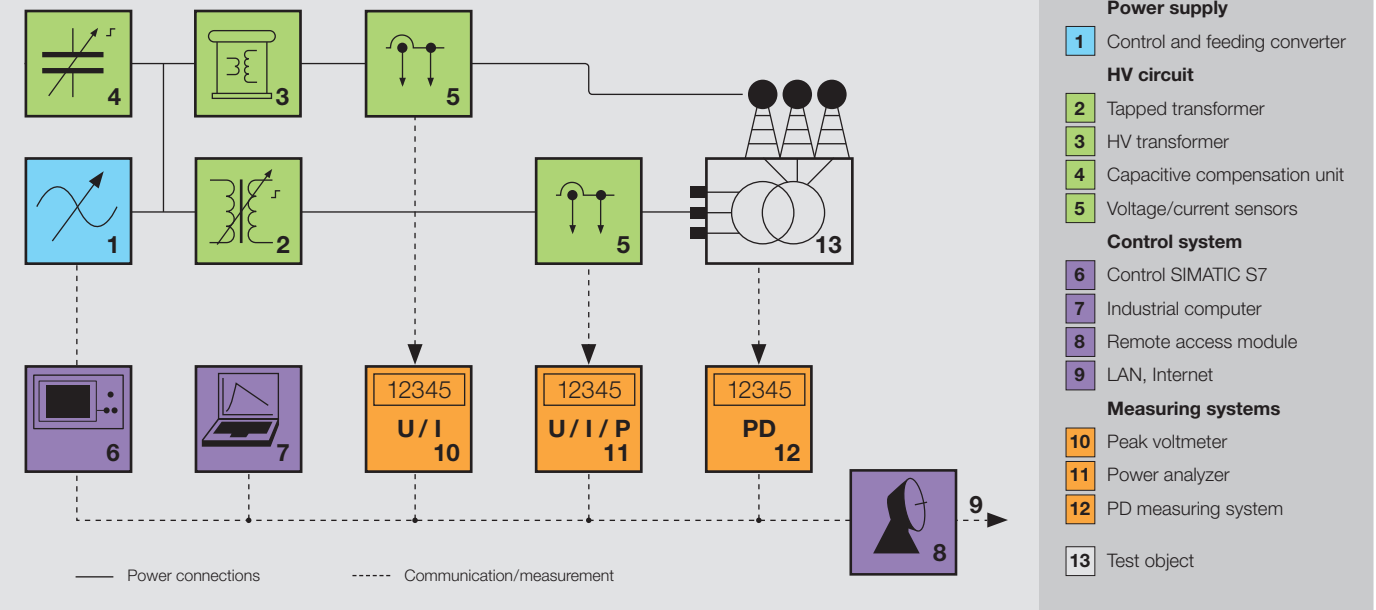 4
3
5
1
2
5
13
12345
U / I
10
12345
U / I / P
11
12345
PD
12
6
7
8
9
Power connections
Communication/measurement
Power supply
1 Control and feeding converter
HV circuit
2 Tapped transformer
3 HV transformer
4 Capacitive compensation unit
5 Voltage/current sensors
Control system
6 Control SIMATIC S7
7 Industrial computer
8 Remote access module
9 LAN, Internet
Measuring systems
10 Peak voltmeter
11 Power analyzer
12 PD measuring system
13 Test object